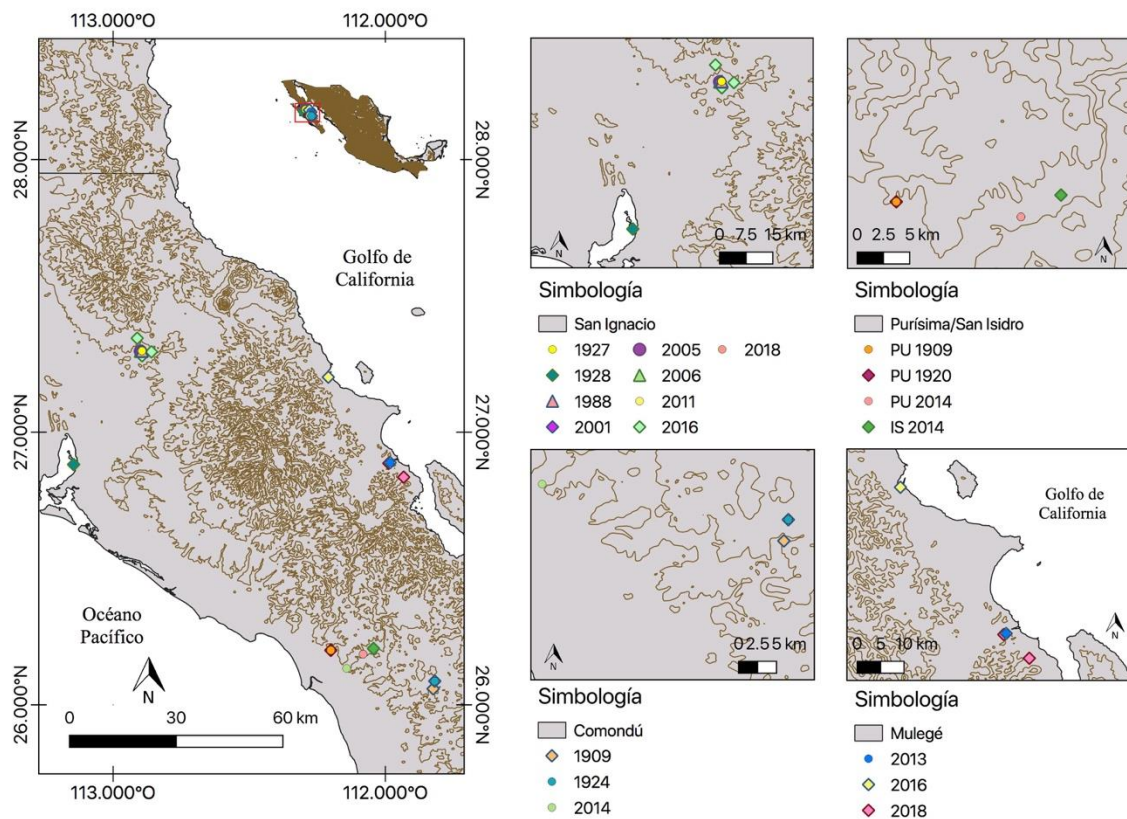 113.000°O
112.000°O
28.000°N
28.000°N
27.000°N
27.000°N
26.000°N
26.000°N
Golfo de
California
Océano
Pacífico
N
0 30 60 km
113.000°O
112.000°O
N
0 7.5 15 km
Simbología
San Ignacio
1927 2005 2018
1928 2006
1988 2011
2001 2016
0 2.5 5 km
N
Simbología
Purísima/San Isidro
PU 1909
PU 1920
PU 2014
IS 2014
0 2.5 5 km
N
Simbología
Comondú
1909
1924
2014
Golfo de
California
0 5 10 km
N
Simbología
Mulegé
2013
2016
2018